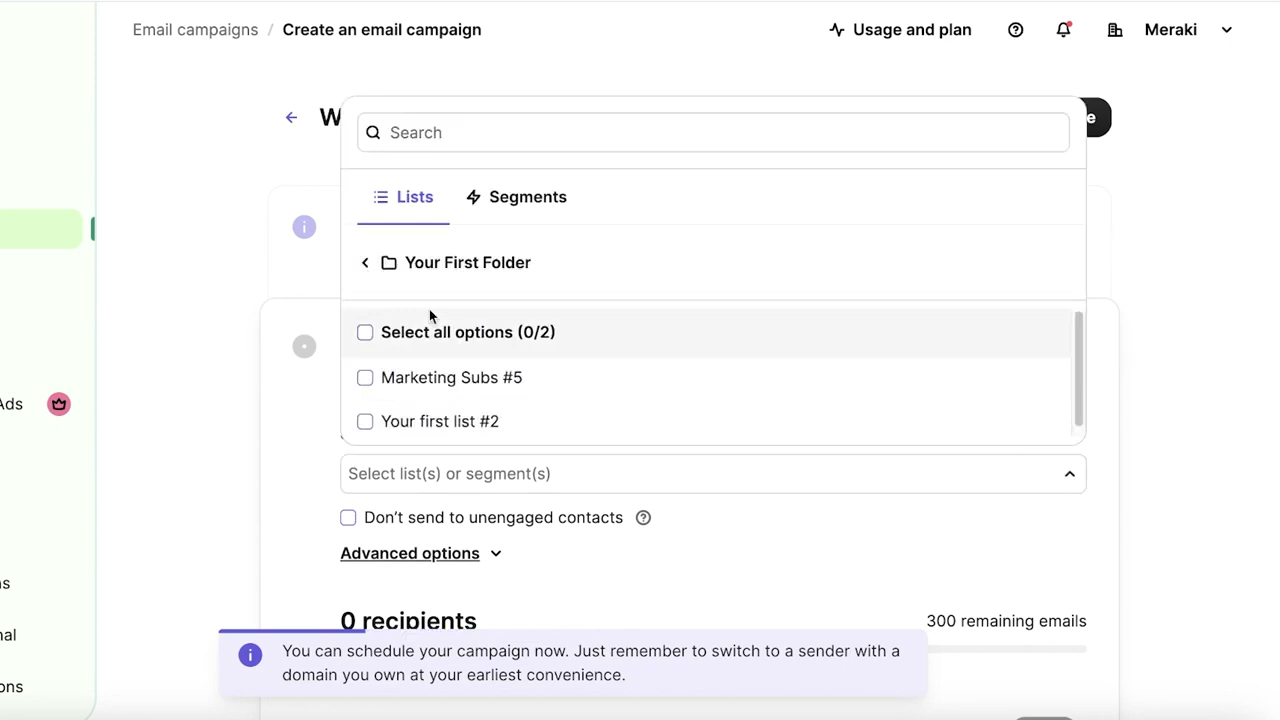 Email campaigns / Create an email campaign
Usage and plan
Meraki
W
e
Search
Lists
Segments
Your First Folder
Select all options (0/2)
Marketing Subs #5
Your first list #2
Select list(s) or segment(s)
Don't send to unengaged contacts
Advanced options
0 recipients
300 remaining emails
You can schedule your campaign now. Just remember to switch to a sender with a
domain you own at your earliest convenience.
Ads
ns
nal
ons